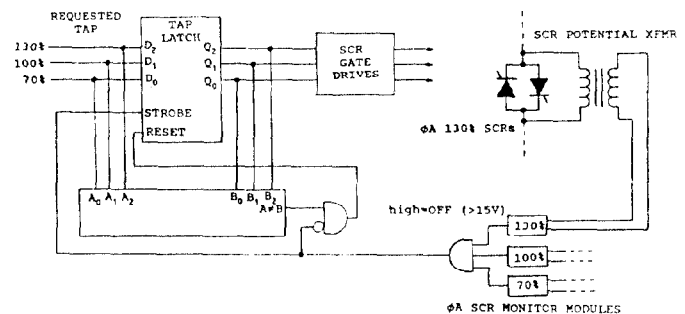 REQUESTED TAP
TAP LATCH
130%
100%
70%
D2
D1
D0
Q2
Q1
Q0
STROBE
RESET
SCR GATE DRIVES
SCR POTENTIAL XFMR
ϕA 130% SCRs
A0 A1 A2
B0 B1 B2
A≠B
high=OFF (>15V)
130%
100%
70%
ϕA SCR MONITOR MODULES